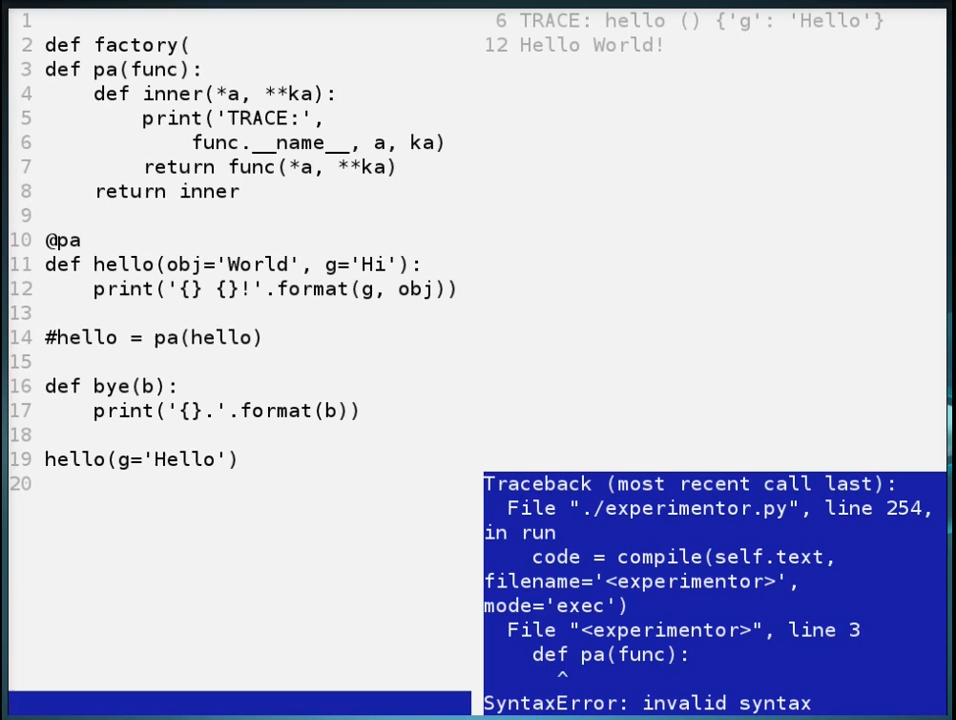 1
2 def factory(
3 def pa(func):
4     def inner(*a, **ka):
5         print('TRACE:',
6             func.__name__, a, ka)
7         return func(*a, **ka)
8     return inner
9
10 @pa
11 def hello(obj='World', g='Hi'):
12     print('{} {}!'.format(g, obj))
13
14 #hello = pa(hello)
15
16 def bye(b):
17     print('{}.'.format(b))
18
19 hello(g='Hello')
20
6 TRACE: hello () {'g': 'Hello'}
12 Hello World!
Traceback (most recent call last):
  File "./experimentor.py", line 254,
in run
    code = compile(self.text,
filename='<experimentor>',
mode='exec')
  File "<experimentor>", line 3
    def pa(func):
      ^
SyntaxError: invalid syntax